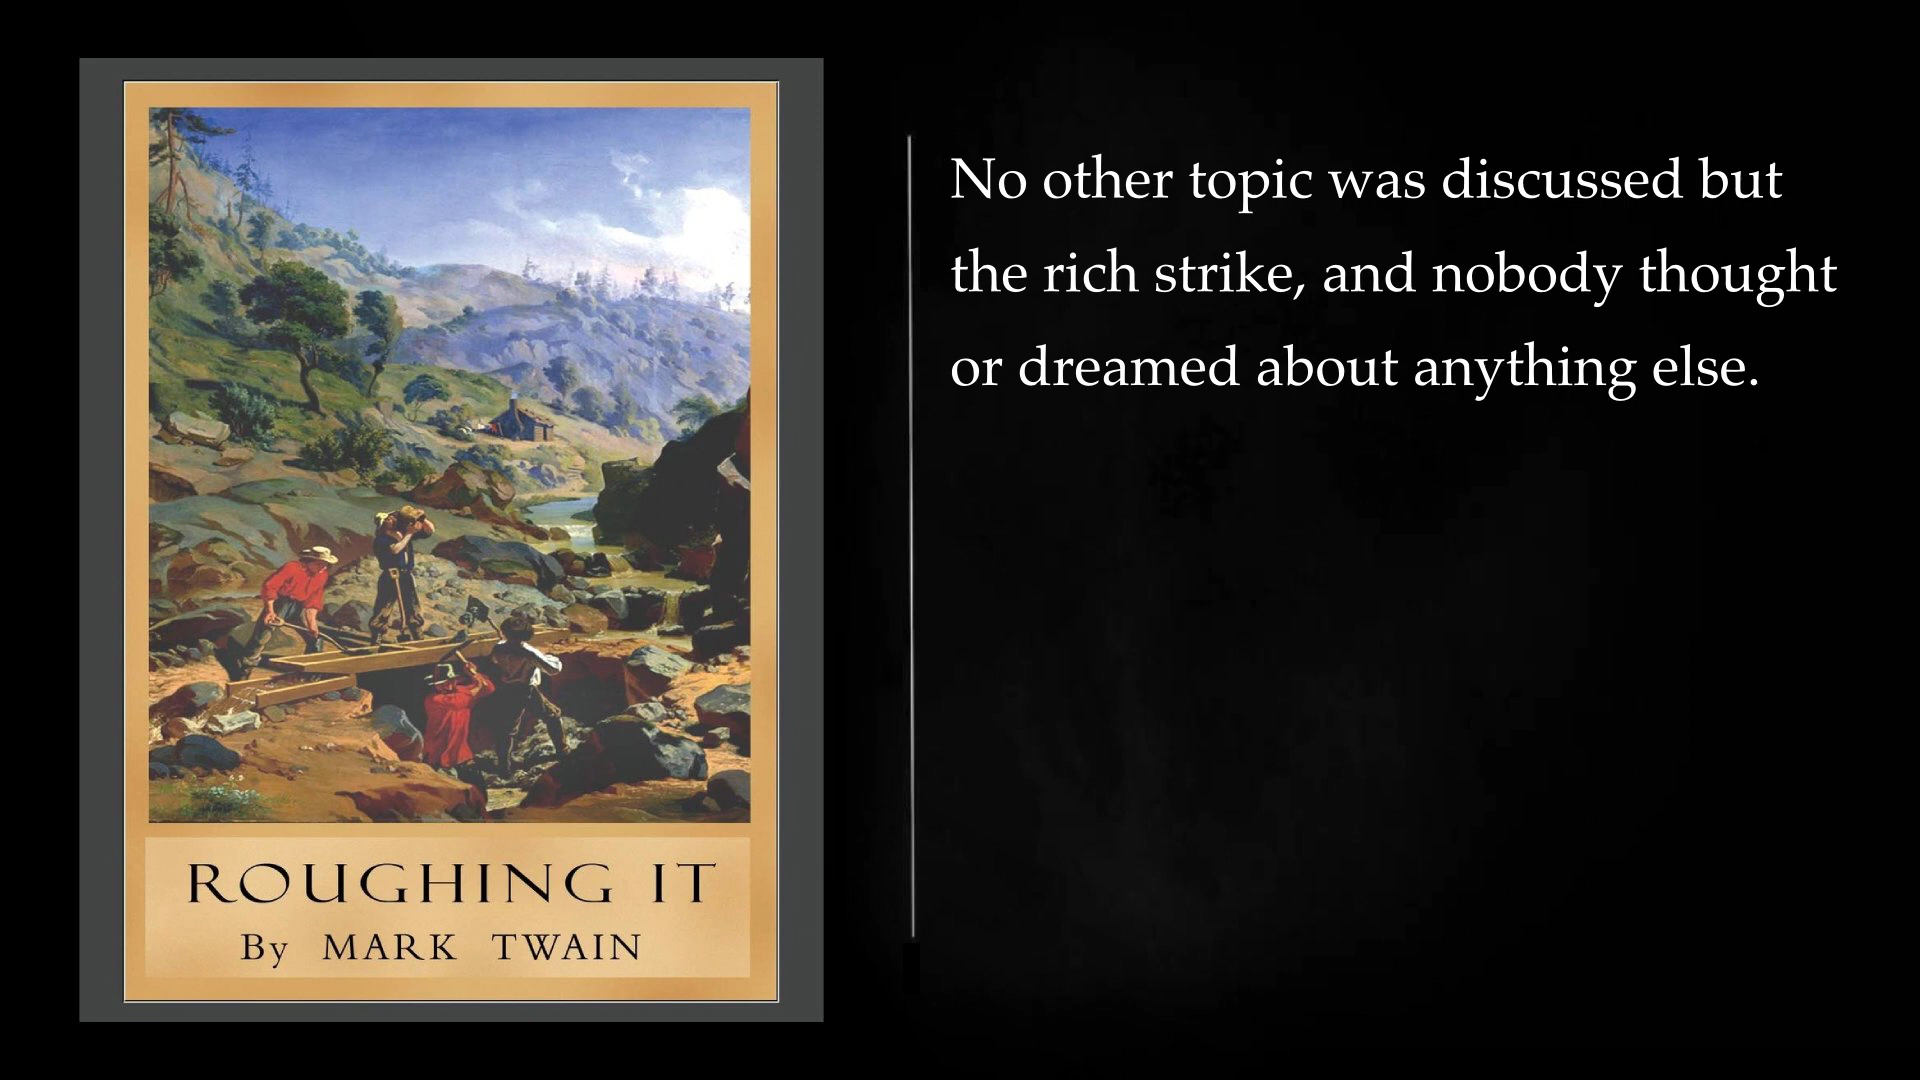 ROUGHING IT
By MARK TWAIN
No other topic was discussed but
the rich strike, and nobody thought
or dreamed about anything else.